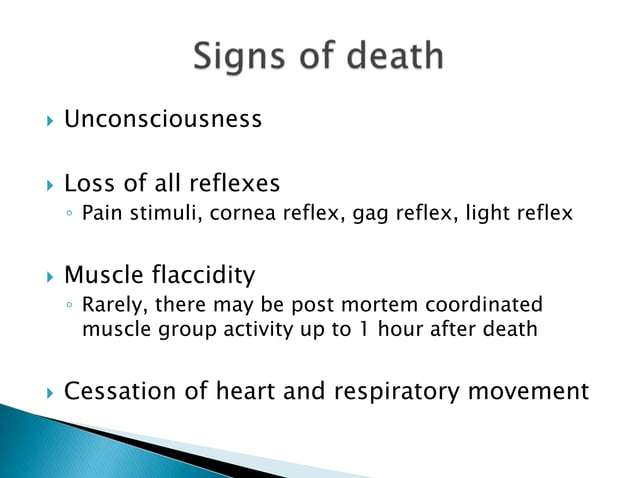 Signs of death
Unconsciousness
Loss of all reflexes
Pain stimuli, cornea reflex, gag reflex, light reflex
Muscle flaccidity
Rarely, there may be post mortem coordinated
muscle group activity up to 1 hour after death
Cessation of heart and respiratory movement